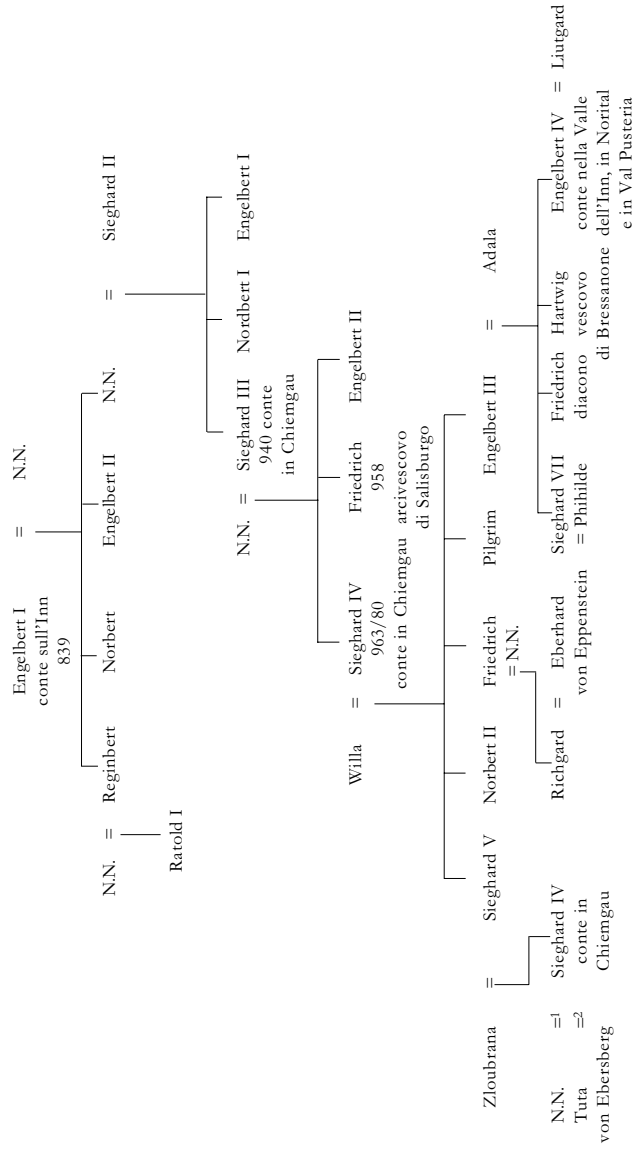 Engelbert I = N.N.
conte sull'Inn
839
N.N. = Reginbert Norbert Engelbert II N.N. = Sieghard II
Ratold I
N.N. = Sieghard III Nordbert I Engelbert I
940 conte
in Chiemgau
Willa = Sieghard IV Friedrich Engelbert II
963/80 958
conte in Chiemgau arcivescovo
di Salisburgo
Zloubrana = Sieghard V Norbert II Friedrich Pilgrim Engelbert III = Adala
= N.N.
N.N. =1 Sieghard IV Richgard = Eberhard Sieghard VII Friedrich Hartwig Engelbert IV = Liutgard
Tuta =2 conte in von Eppenstein = Phihilde diacono vescovo conte nella Valle
von Ebersberg Chiemgau di Bressanone dell'Inn, in Norital
e in Val Pusteria